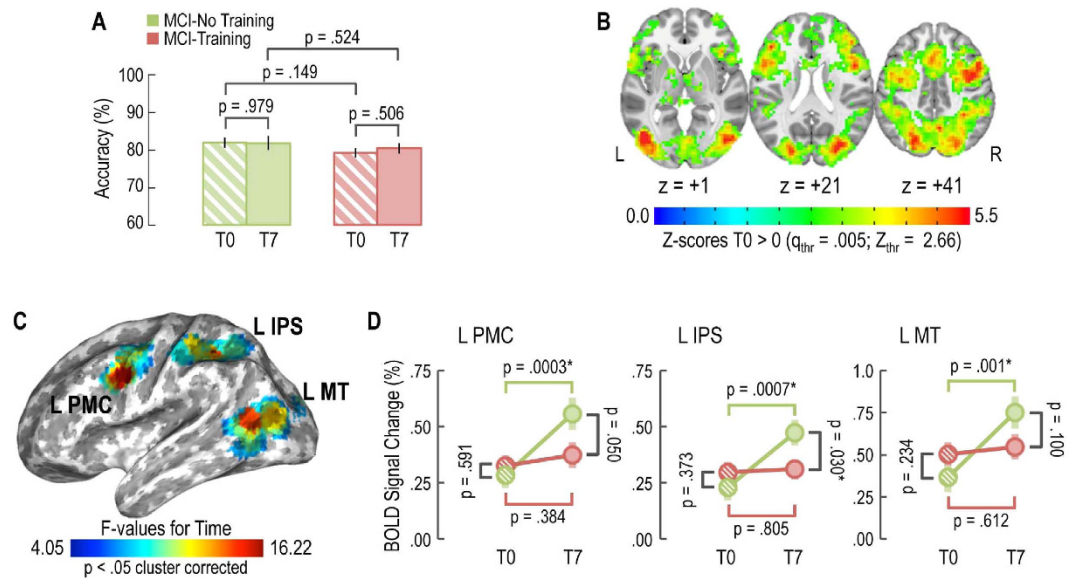 A
MCI-No Training
MCI-Training
p = .524
p = .149
p = .979
p = .506
Accuracy (%)
100
90
80
70
60
T0 T7 T0 T7
B
L R
z = +1 z = +21 z = +41
0.0 5.5
Z-scores T0 > 0 (qthr = .005; Zthr = 2.66)
C
L IPS
L MT
L PMC
F-values for Time
4.05 16.22
p < .05 cluster corrected
D
BOLD Signal Change (%)
L PMC
.75
.50
.25
.00
p = .0003*
p = .591
p = .050
p = .384
T0 T7
L IPS
.75
.50
.25
.00
p = .0007*
p = .373
p = .030*
p = .805
T0 T7
L MT
1.0
.75
.50
.25
.00
p = .001*
p = .234
p = .100
p = .612
T0 T7